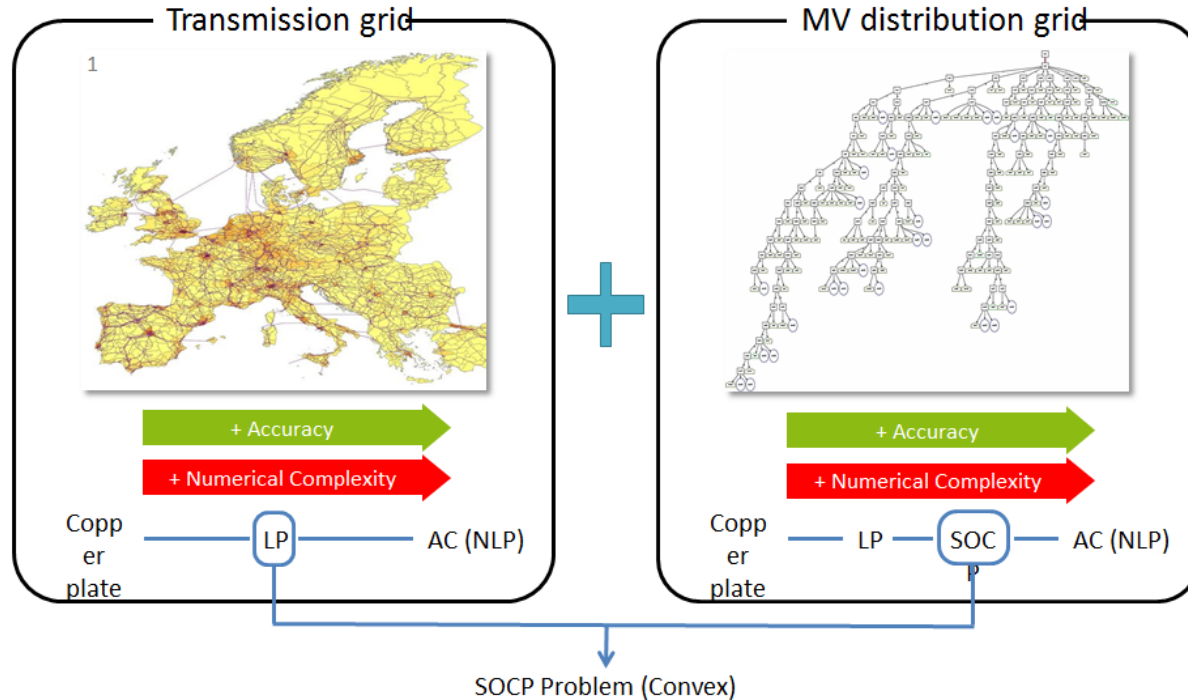 Transmission grid
1
+ Accuracy
+ Numerical Complexity
Copp
er
plate
LP
AC (NLP)
MV distribution grid
+ Accuracy
+ Numerical Complexity
Copp
er
plate
LP
SOC
P
AC (NLP)
SOCP Problem (Convex)